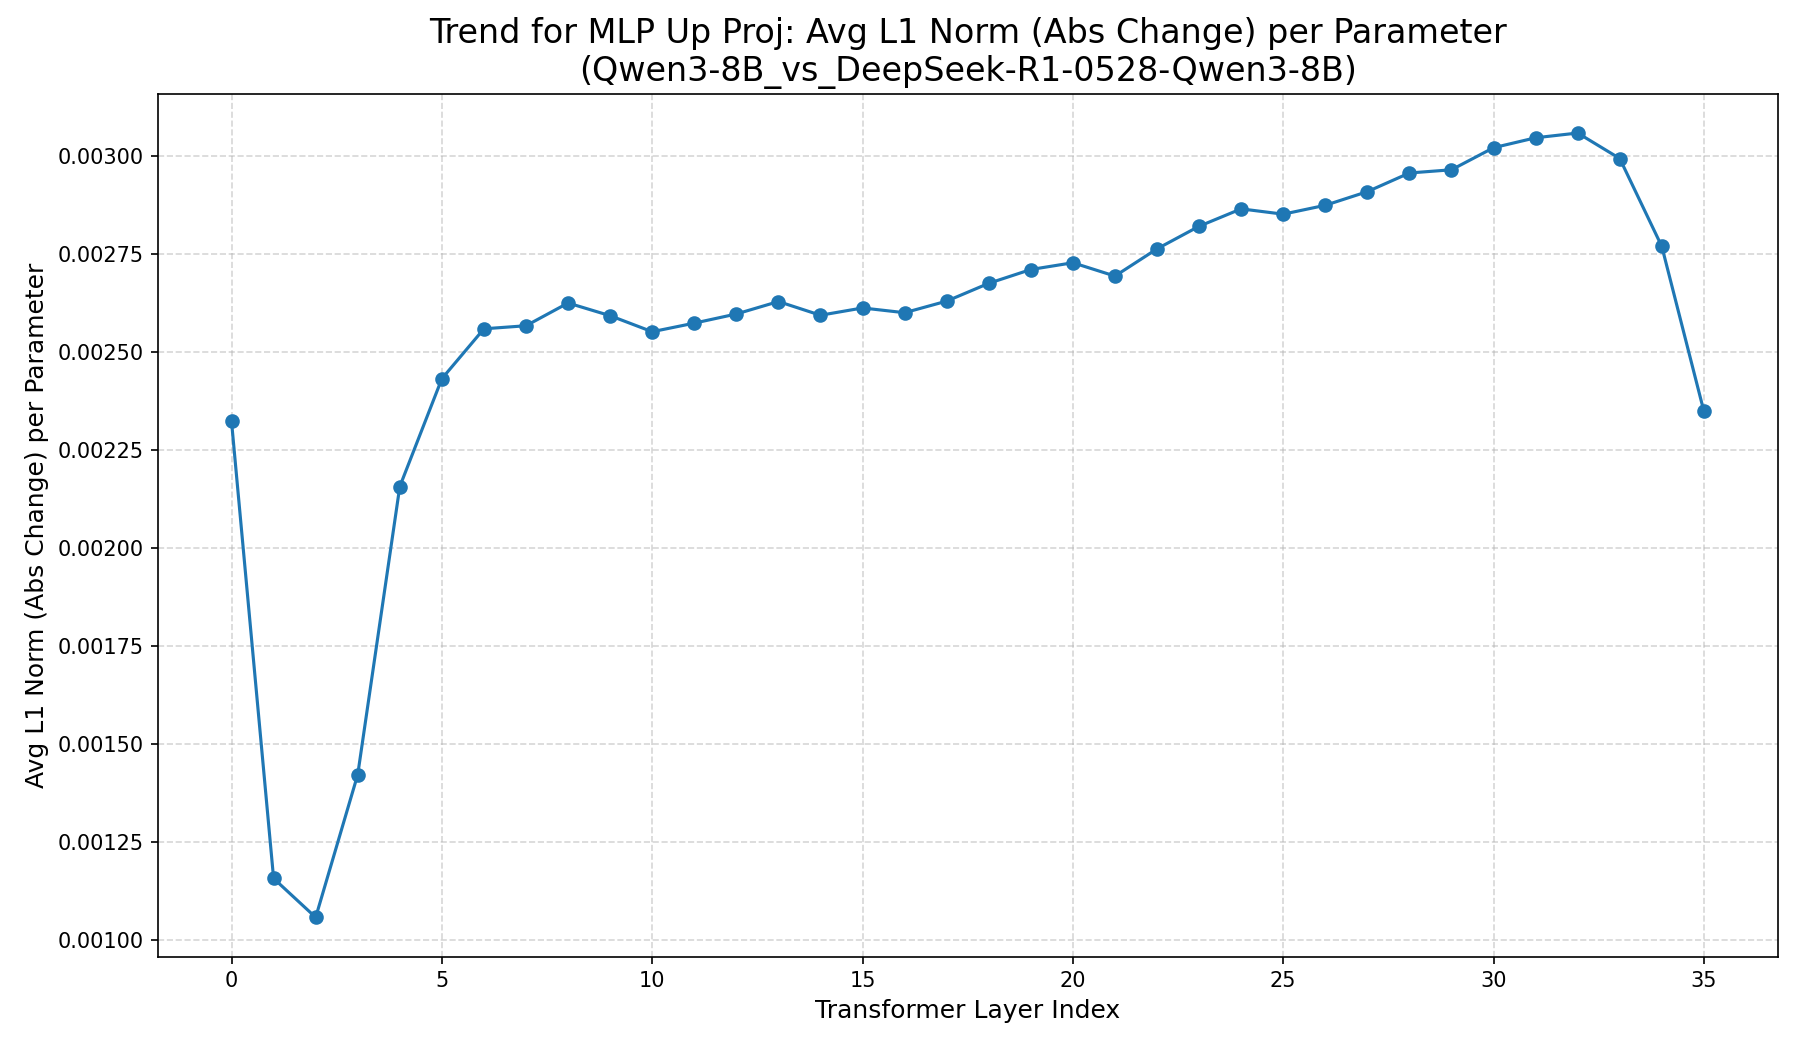 Trend for MLP Up Proj: Avg L1 Norm (Abs Change) per Parameter
(Qwen3-8B_vs_DeepSeek-R1-0528-Qwen3-8B)
Avg L1 Norm (Abs Change) per Parameter
0.00300
0.00275
0.00250
0.00225
0.00200
0.00175
0.00150
0.00125
0.00100
0 5 10 15 20 25 30 35
Transformer Layer Index